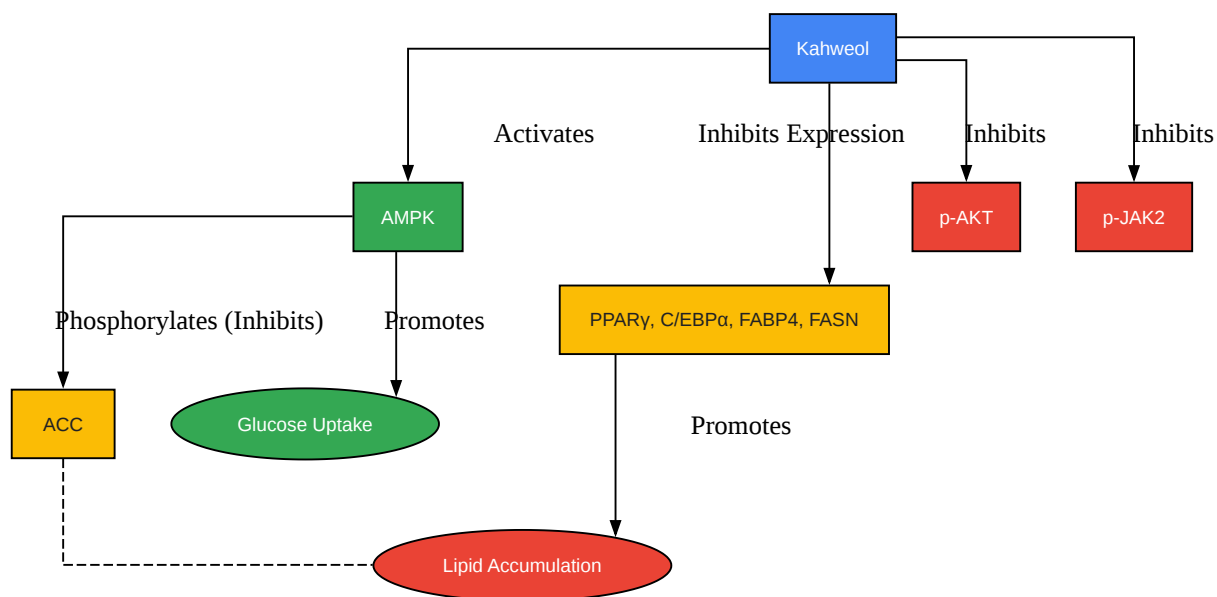 Kahweol
Activates
Inhibits Expression
Inhibits
Inhibits
AMPK
p-AKT
p-JAK2
Phosphorylates (Inhibits)
Promotes
PPARγ, C/EBPα, FABP4, FASN
ACC
Glucose Uptake
Promotes
Lipid Accumulation